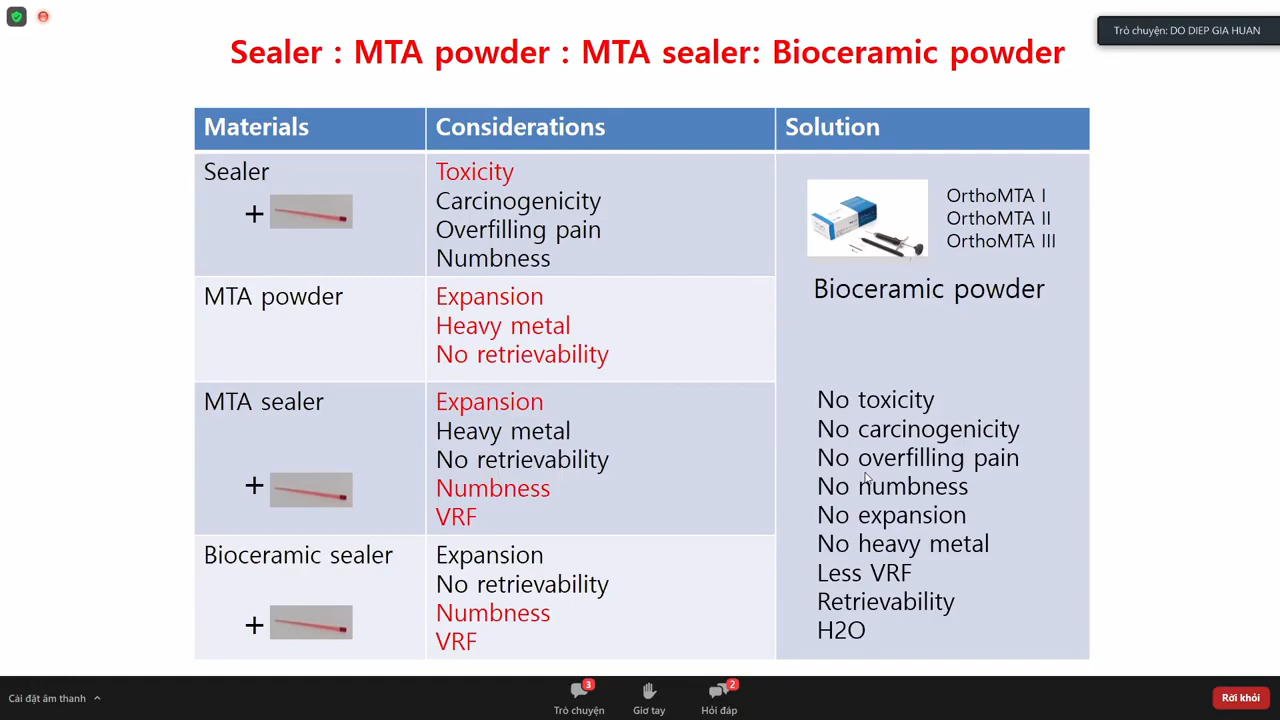 Trò chuyện: DO DIEP GIA HUAN
Sealer : MTA powder : MTA sealer: Bioceramic powder
Materials
Considerations
Solution
Sealer
+
Toxicity
Carcinogenicity
Overfilling pain
Numbness
OrthoMTA I
OrthoMTA II
OrthoMTA III
Bioceramic powder
MTA powder
Expansion
Heavy metal
No retrievability
MTA sealer
+
Expansion
Heavy metal
No retrievability
Numbness
VRF
Bioceramic sealer
+
Expansion
No retrievability
Numbness
VRF
No toxicity
No carcinogenicity
No overfilling pain
No numbness
No expansion
No heavy metal
Less VRF
Retrievability
H2O
Cài đặt âm thanh
3
Trò chuyện
Giơ tay
2
Hỏi đáp
Rời khỏi